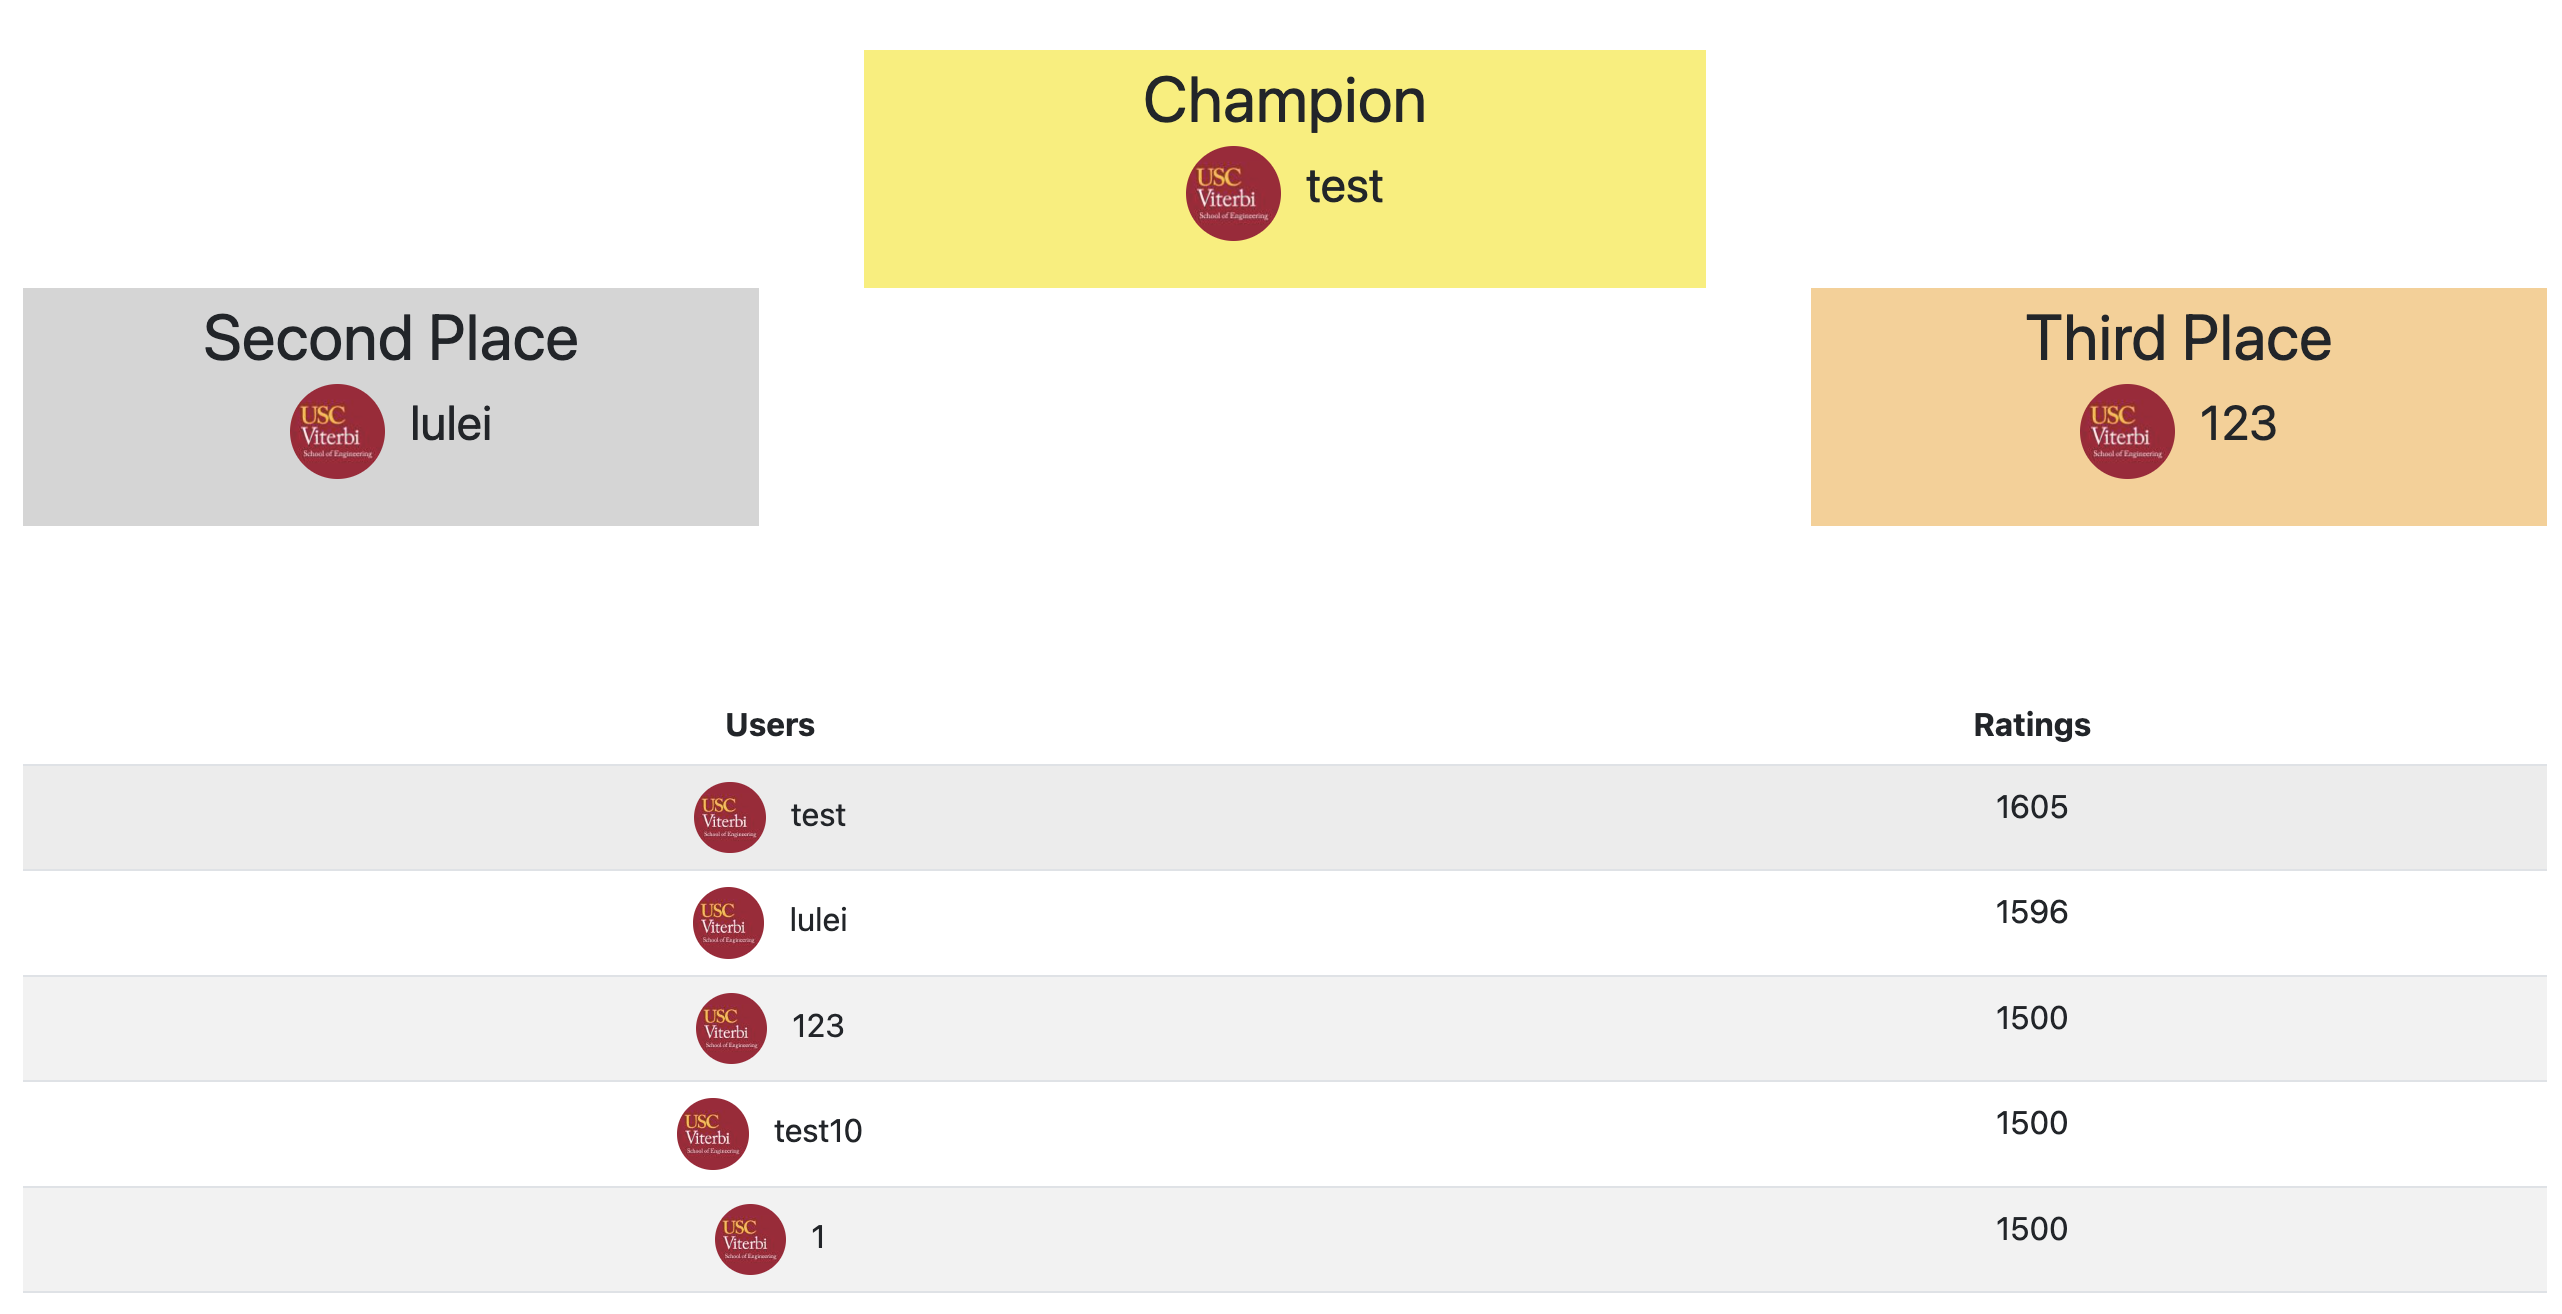 Champion
USC
Viterbi
School of Engineering
test
Second Place
USC
Viterbi
School of Engineering
lulei
Third Place
USC
Viterbi
School of Engineering
123
Users Ratings
USC
Viterbi
School of Engineering
test 1605
USC
Viterbi
School of Engineering
lulei 1596
USC
Viterbi
School of Engineering
123 1500
USC
Viterbi
School of Engineering
test10 1500
USC
Viterbi
School of Engineering
1 1500